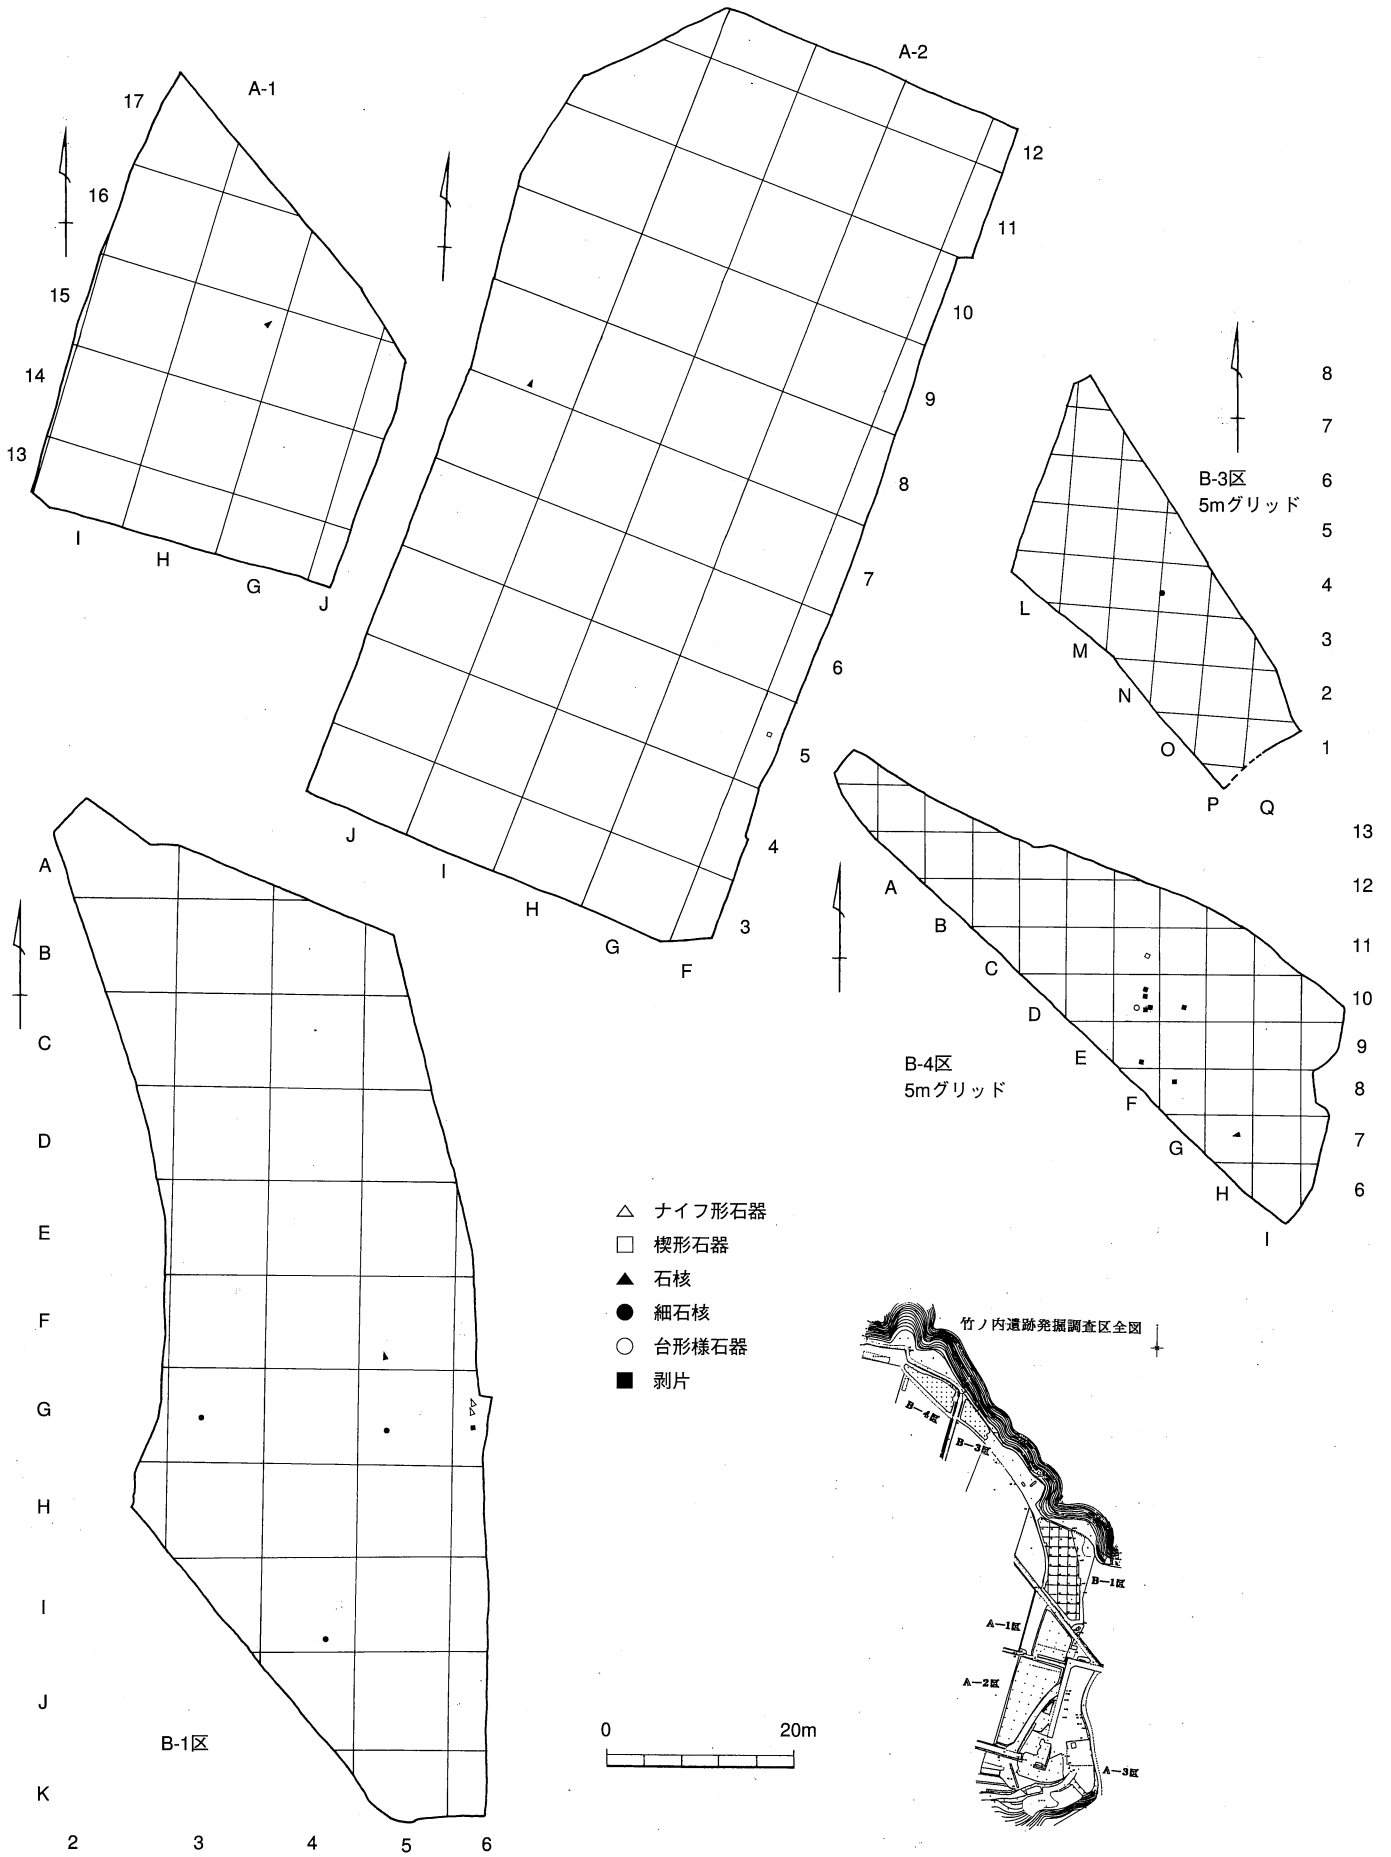 A-1
17
16
15
14
13
I
H
G
J
A-2
12
11
10
9
8
7
6
5
4
3
J
I
H
G
F
B-3区
5mグリッド
8
7
6
5
4
3
2
1
L
M
N
O
P
Q
B-4区
5mグリッド
13
12
11
10
9
8
7
6
A
B
C
D
E
F
G
H
I
A
B
C
D
E
F
G
H
I
J
K
B-1区
2
3
4
5
6
△ ナイフ形石器
□ 楔形石器
▲ 石核
● 細石核
○ 台形様石器
■ 剥片
0 20m
竹ノ内遺跡発掘調査区全図
B-4区
B-3区
B-1区
A-1区
A-2区
A-3区